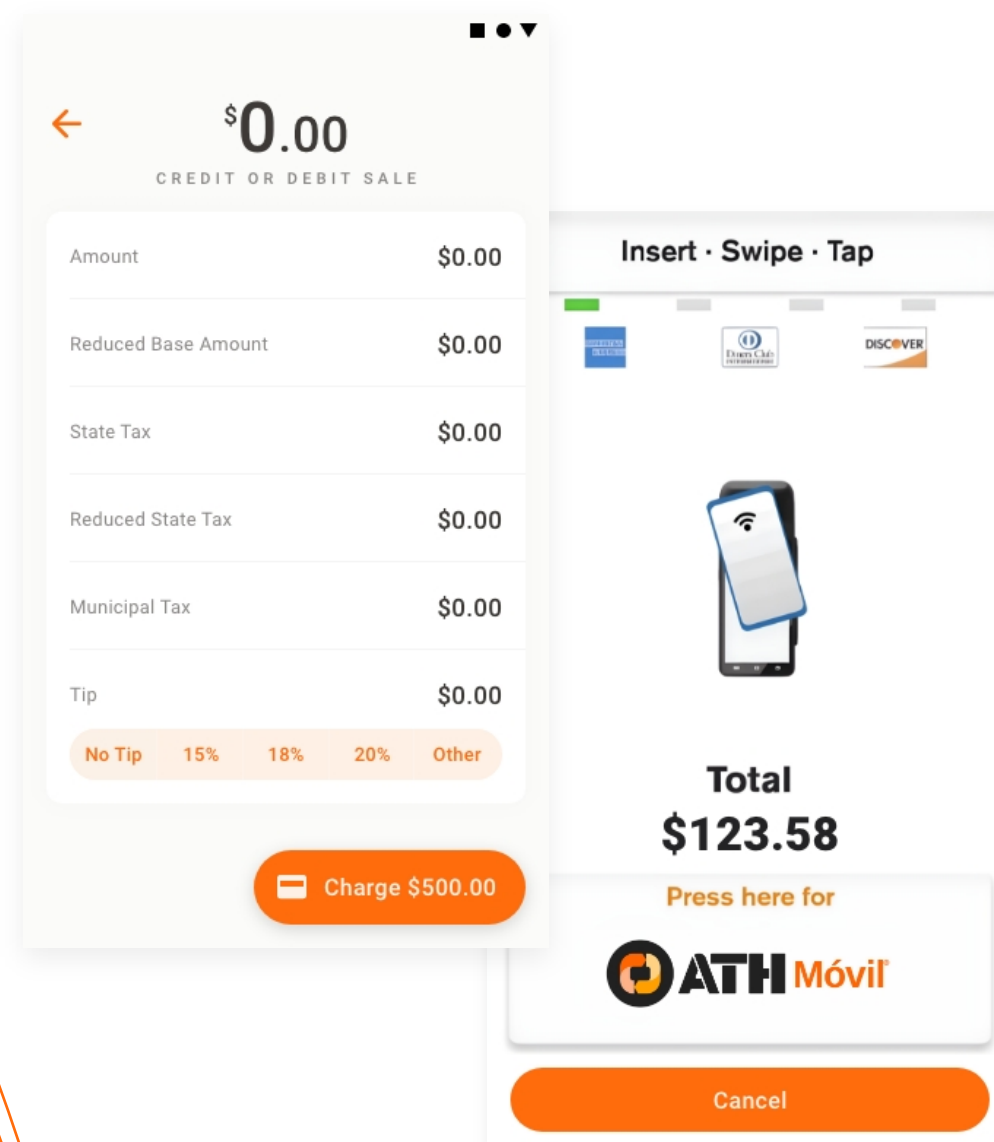 $0.00
CREDIT OR DEBIT SALE
Amount $0.00
Reduced Base Amount $0.00
State Tax $0.00
Reduced State Tax $0.00
Municipal Tax $0.00
Tip $0.00
No Tip 15% 18% 20% Other
Charge $500.00
Insert · Swipe · Tap
Diners Club
DISCOVER
Total
$123.58
Press here for
ATH Móvil
Cancel